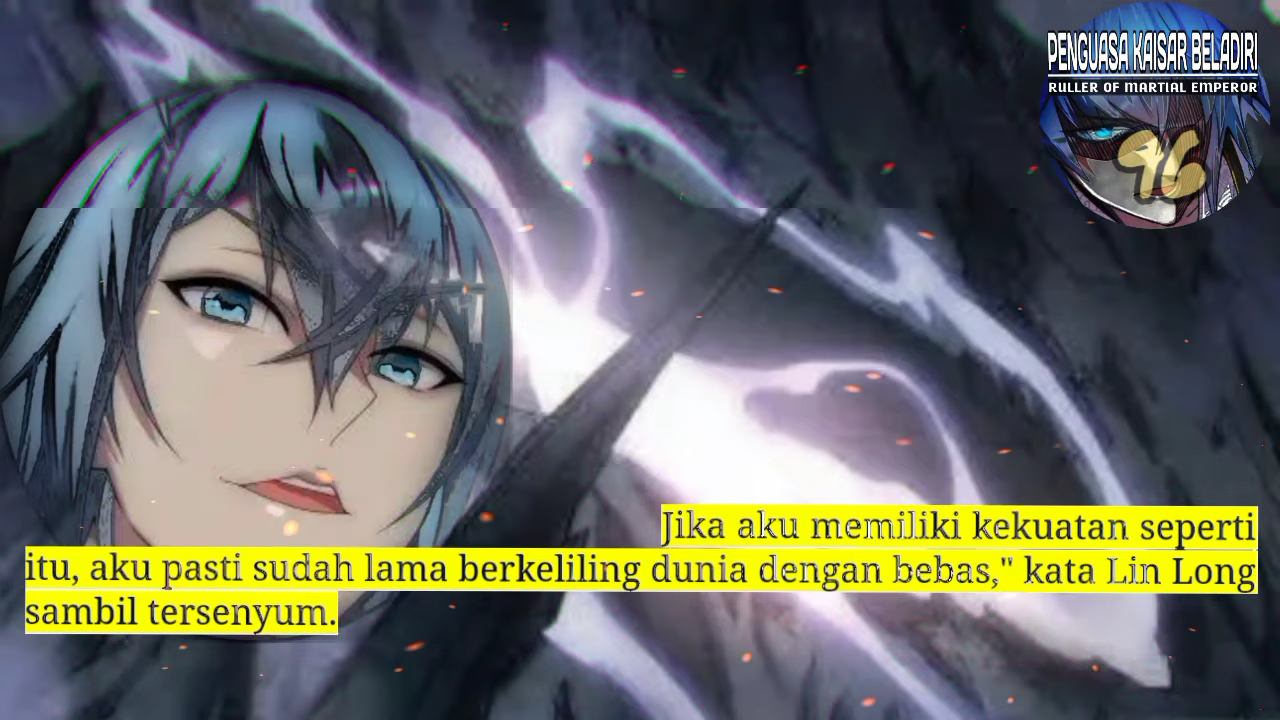 PENGUASA KAISAR BELADIRI
RULLER OF MARTIAL EMPEROR
96
Jika aku memiliki kekuatan seperti
itu, aku pasti sudah lama berkeliling dunia dengan bebas," kata Lin Long
sambil tersenyum.